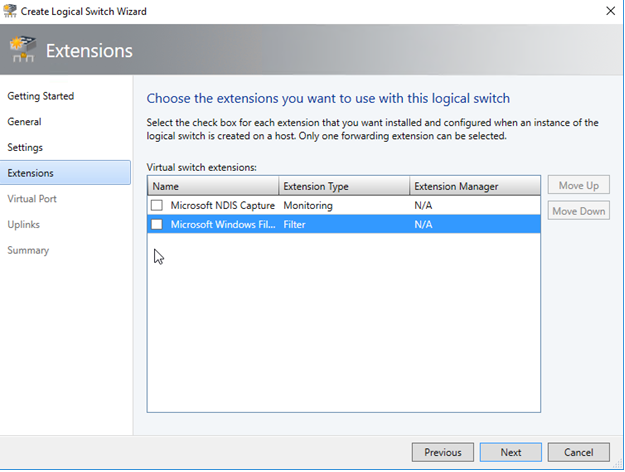 Create Logical Switch Wizard
Extensions
Getting Started
General
Settings
Extensions
Virtual Port
Uplinks
Summary
Choose the extensions you want to use with this logical switch
Select the check box for each extension that you want installed and configured when an instance of the
logical switch is created on a host. Only one forwarding extension can be selected.
Virtual switch extensions:
Name Extension Type Extension Manager
Microsoft NDIS Capture Monitoring N/A
Microsoft Windows Fil... Filter N/A
Move Up
Move Down
Previous Next Cancel